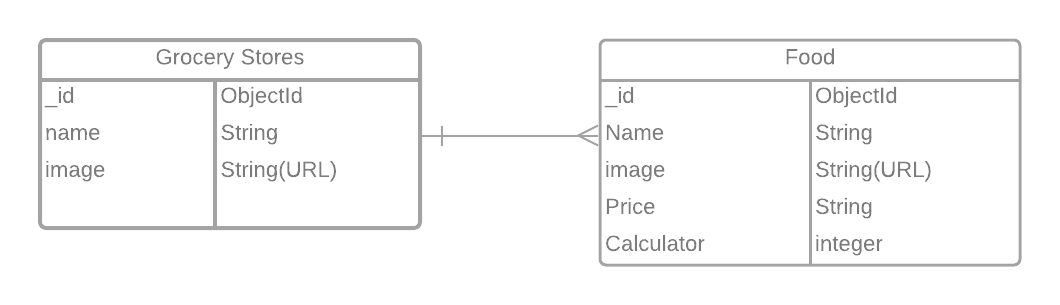 Grocery Stores
_id ObjectId
name String
image String(URL)
Food
_id ObjectId
Name String
image String(URL)
Price String
Calculator integer